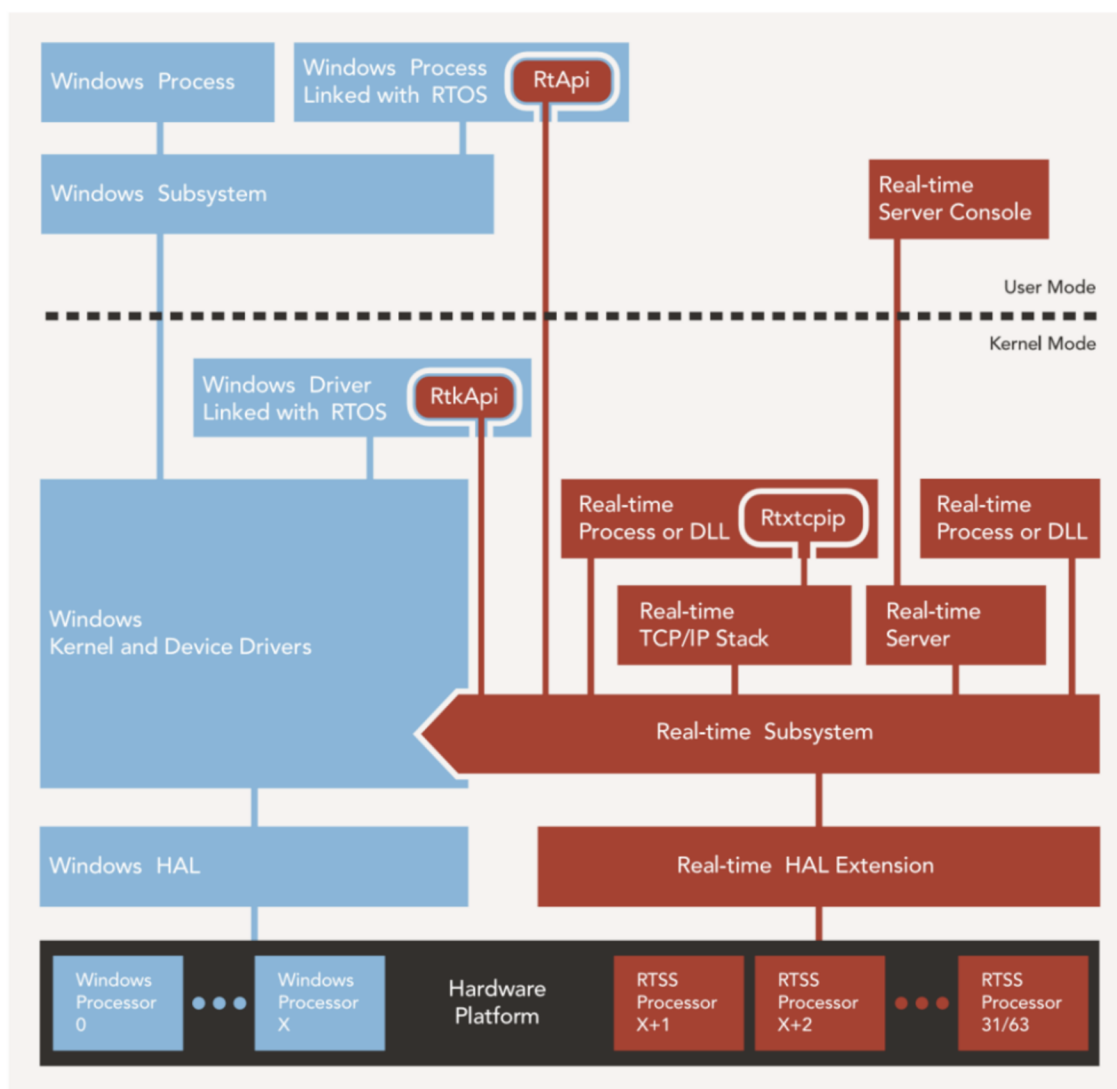 Windows Process
Windows Process
Linked with RTOS
RtApi
Windows Subsystem
Real-time
Server Console
User Mode
Kernel Mode
Windows Driver
Linked with RTOS
RtkApi
Real-time
Process or DLL
Rtxtcpip
Real-time
Process or DLL
Windows
Kernel and Device Drivers
Real-time
TCP/IP Stack
Real-time
Server
Real-time Subsystem
Windows HAL
Real-time HAL Extension
Windows
Processor
0
Windows
Processor
X
Hardware
Platform
RTSS
Processor
X+1
RTSS
Processor
X+2
RTSS
Processor
31/63